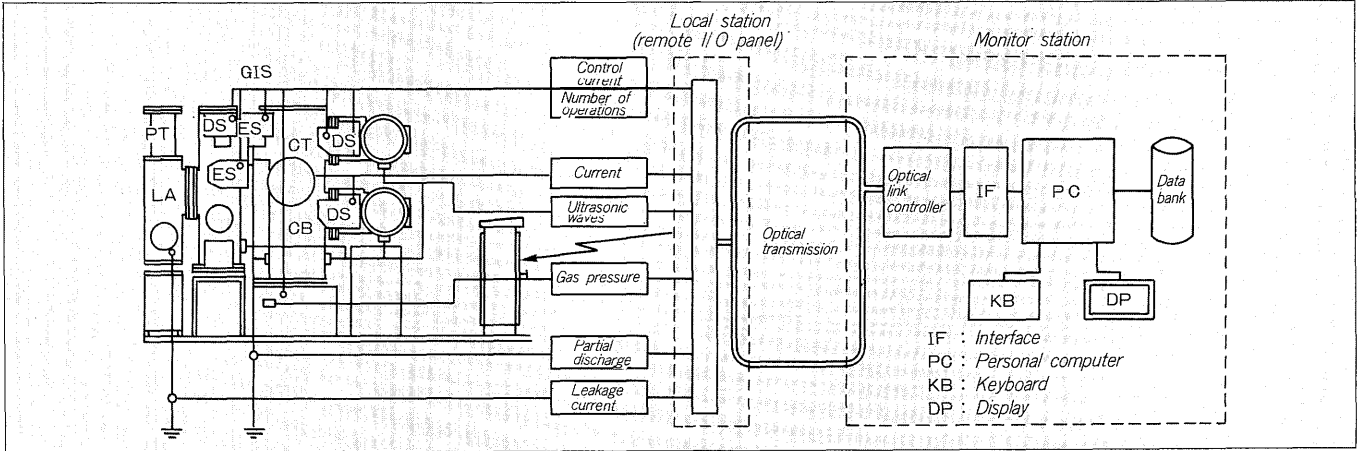 Local station
(remote I/O panel)
Monitor station
GIS
Control
current
Number of
operations
PT
DS
ES
CT
DS
ES
LA
Current
DS
CB
Ultrasonic
waves
Gas pressure
Optical
transmission
Optical
link
controller
IF
PC
Data
bank
KB
DP
Partial
discharge
Leakage
current
IF : Interface
PC : Personal computer
KB : Keyboard
DP : Display